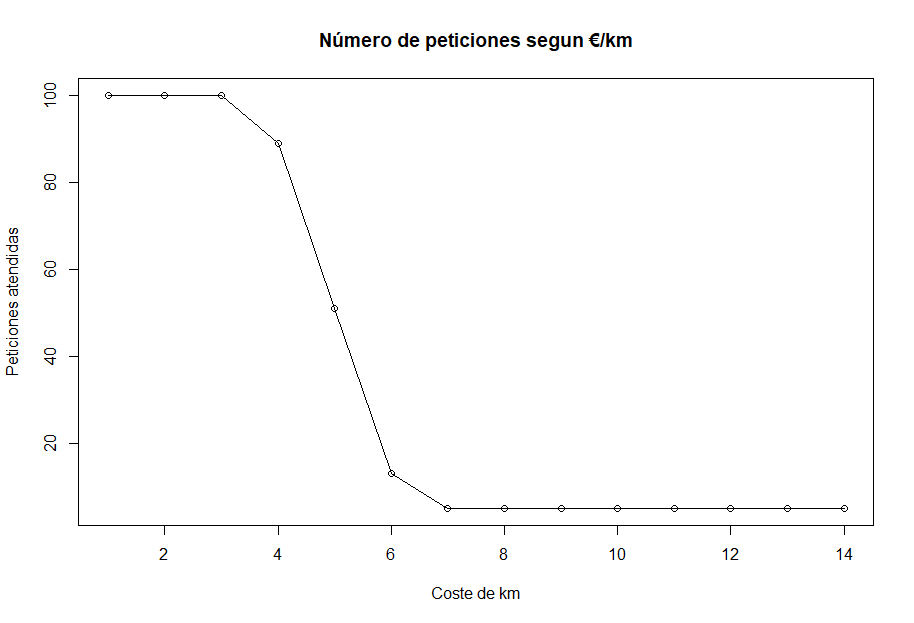 Número de peticiones segun €/km
100
80
60
40
20
Peticiones atendidas
2 4 6 8 10 12 14
Coste de km